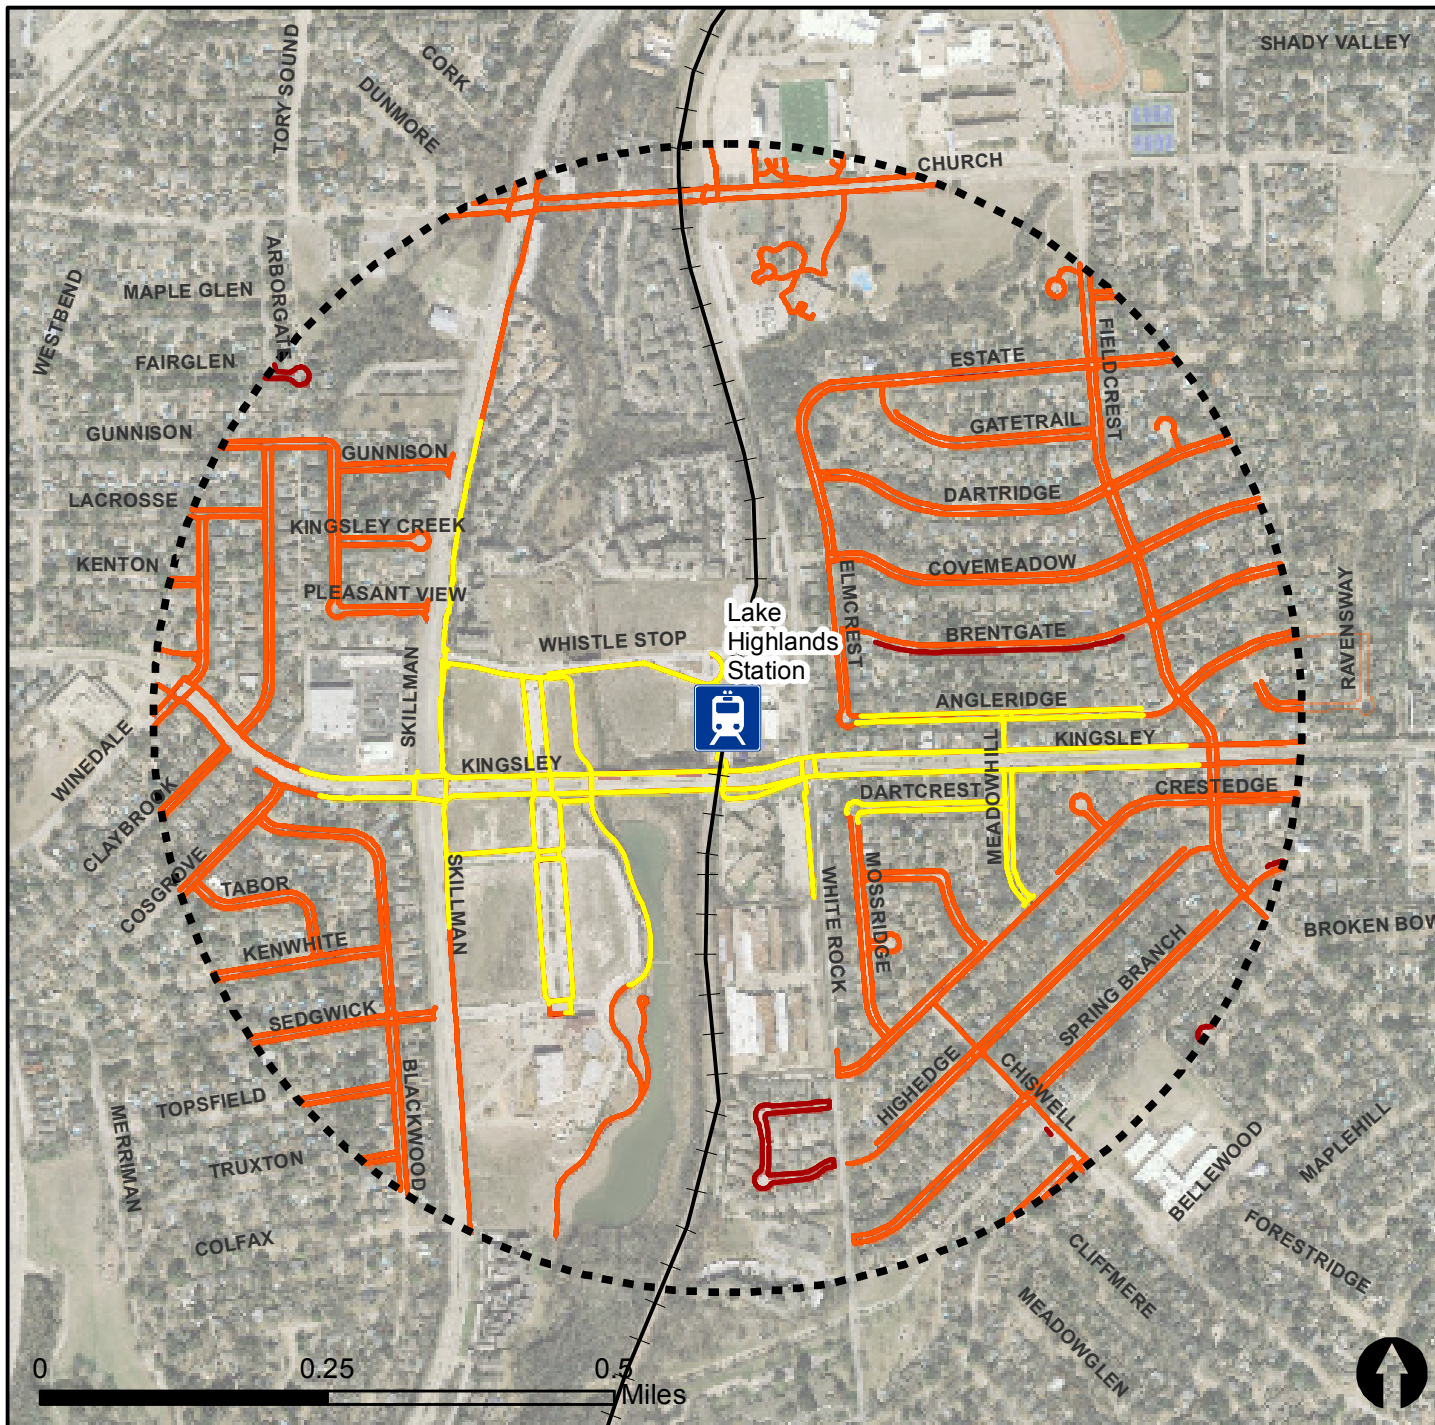 SHADY VALLEY
CORK
TORY SOUND
DUNMORE
CHURCH
ARBORGATE
WESTBEND
MAPLE GLEN
FIELDCREST
ESTATE
FAIRGLEN
GATETRAIL
GUNNISON
GUNNISON
DARTRIDGE
LACROSSE
KINGSLEY CREEK
COVEMEADOW
KENTON
PLEASANT VIEW
ELMCREST
RAVENSWAY
Lake
Highlands
Station
WHISTLE STOP
BRENTGATE
SKILLMAN
ANGLERIDGE
WINEDALE
KINGSLEY
KINGSLEY
MEADOWHILL
DARTCREST
CRESTEDGE
CLAYBROCK
COSGROVE
TABOR
SKILLMAN
WHITE ROCK
MOSSRIDGE
BROKEN BOW
KENWHITE
SPRING BRANCH
SEDGWICK
HIGHEDGE
CHISWELL
BLACKWOOD
TOPSFIELD
MERRIMAN
TRUXTON
BELLEWOOD
MAPLEHILL
COLFAX
FORESTRIDGE
CLIFFMERE
MEADOWGLEN
0 0.25 0.5
Miles